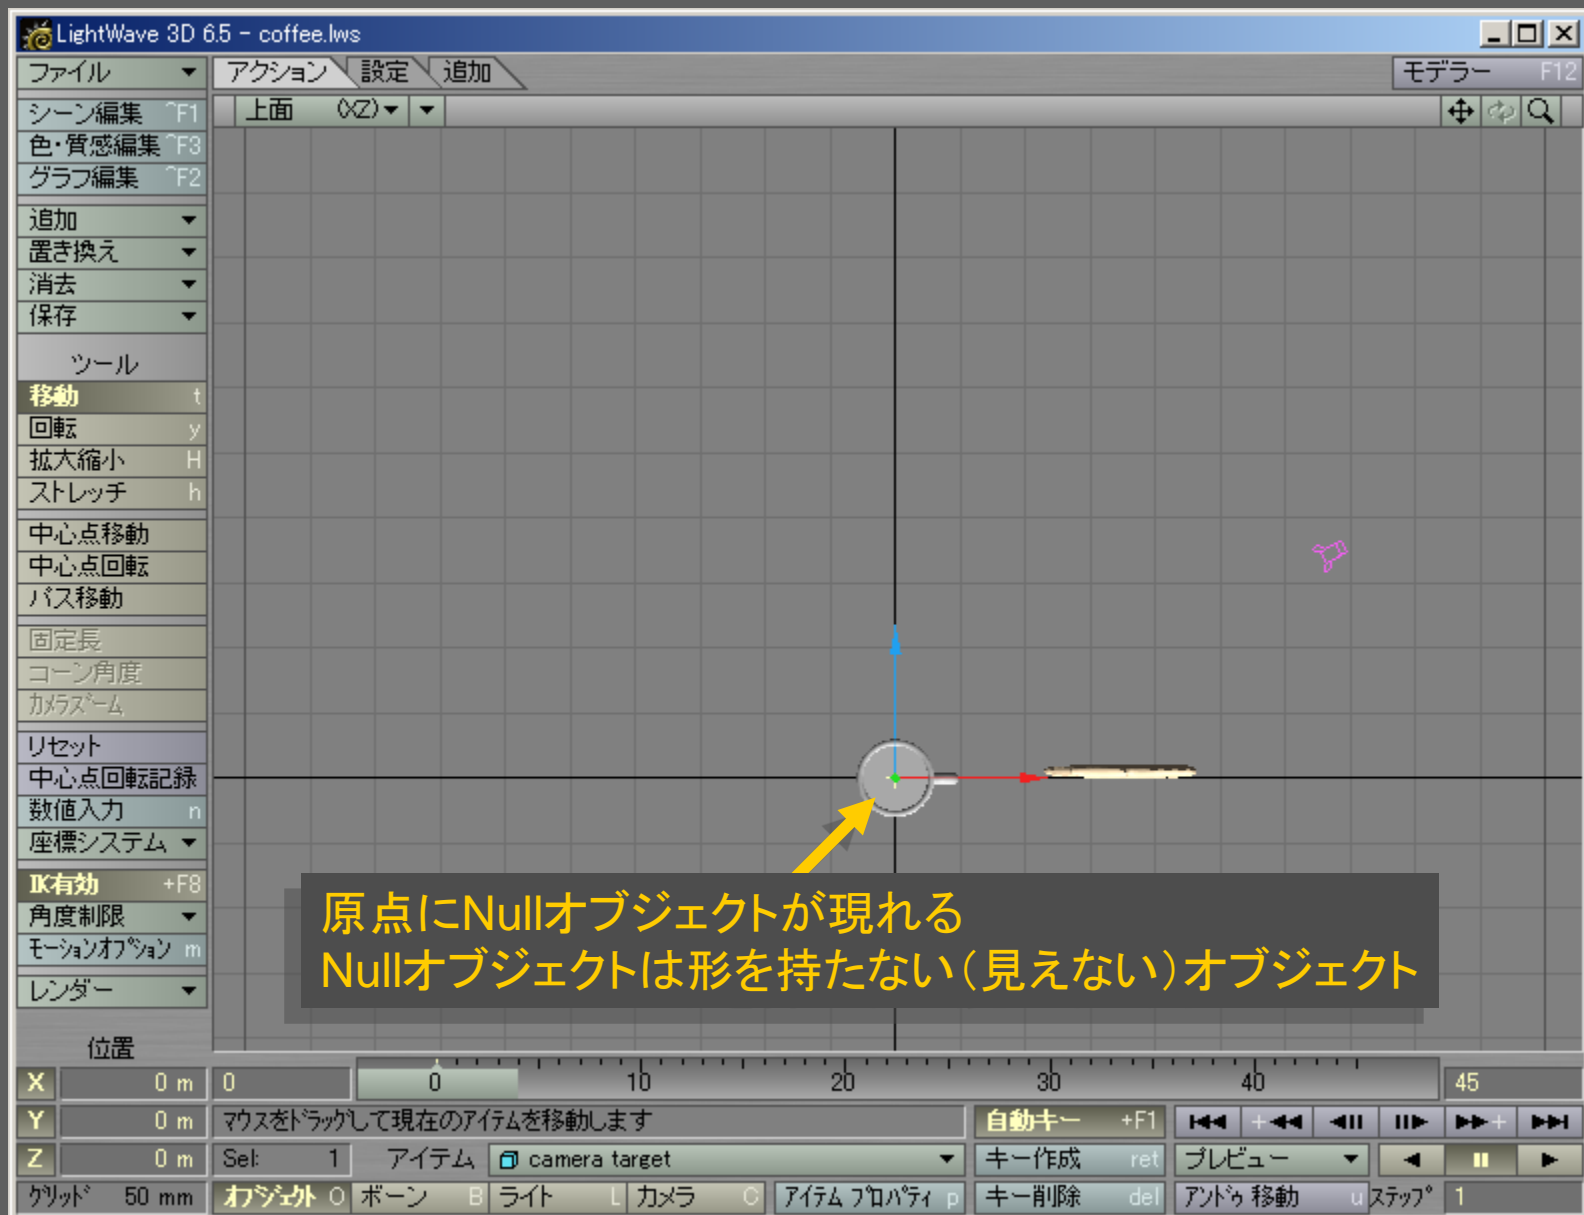 LightWave 3D 6.5 - coffee.lws
ファイル
アクション 設定 追加
モデラー F12
シーン編集 ^F1
上面 (XZ)
色・質感編集 ^F3
グラフ編集 ^F2
追加
置き換え
消去
保存
ツール
移動 t
回転 y
拡大縮小 H
ストレッチ h
中心点移動
中心点回転
パス移動
固定長
コーン角度
カメラズーム
リセット
中心点回転記録
数値入力 n
座標システム
IK有効 +F8
角度制限
モーションオプション m
レンダー
原点にNullオブジェクトが現れる
Nullオブジェクトは形を持たない（見えない）オブジェクト
位置
X 0 m 0 0 10 20 30 40 45
Y 0 m マウスをドラッグして現在のアイテムを移動します 自動キー +F1
Z 0 m Sel: 1 アイテム camera target キー作成 ret プレビュー
グリッド 50 mm オブジェクト O ボーン B ライト L カメラ C アイテム プロパティ p キー削除 del アンドゥ 移動 u ステップ 1